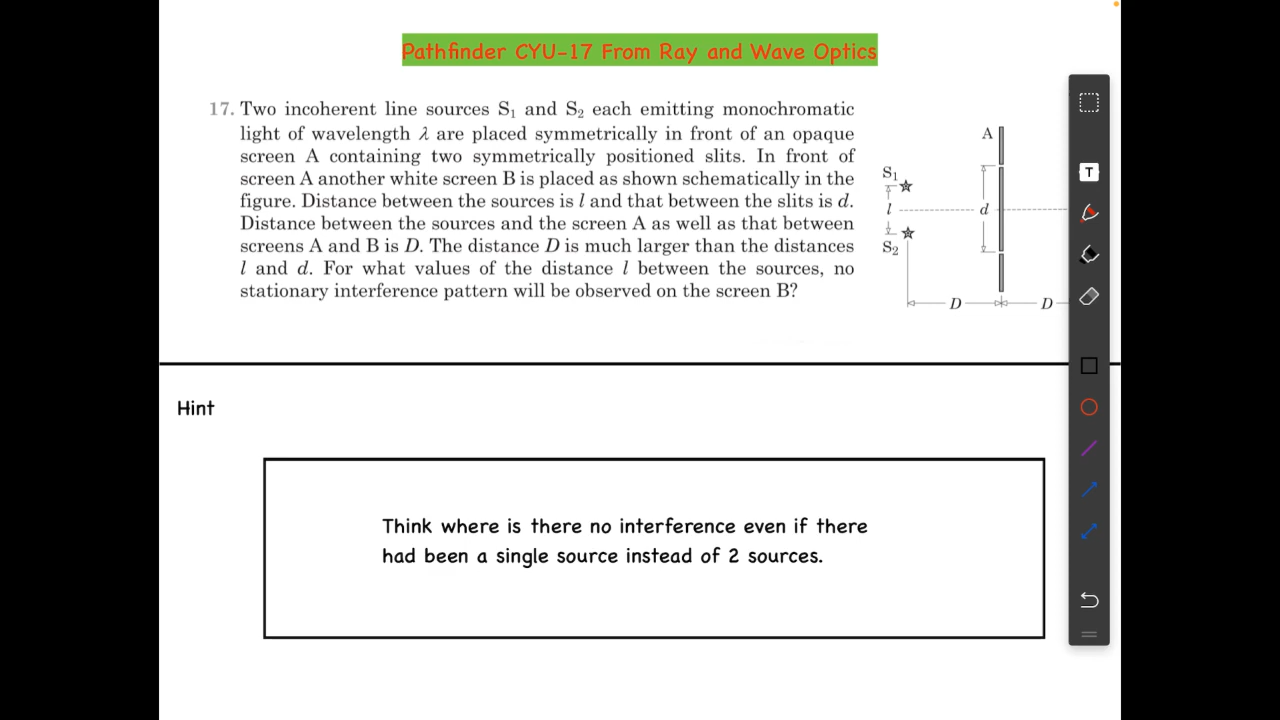 Pathfinder CYU-17 From Ray and Wave Optics
17. Two incoherent line sources S₁ and S₂ each emitting monochromatic
light of wavelength λ are placed symmetrically in front of an opaque
screen A containing two symmetrically positioned slits. In front of
screen A another white screen B is placed as shown schematically in the
figure. Distance between the sources is l and that between the slits is d.
Distance between the sources and the screen A as well as that between
screens A and B is D. The distance D is much larger than the distances
l and d. For what values of the distance l between the sources, no
stationary interference pattern will be observed on the screen B?
A
S₁
l
d
S₂
D
D
T
Hint
Think where is there no interference even if there
had been a single source instead of 2 sources.